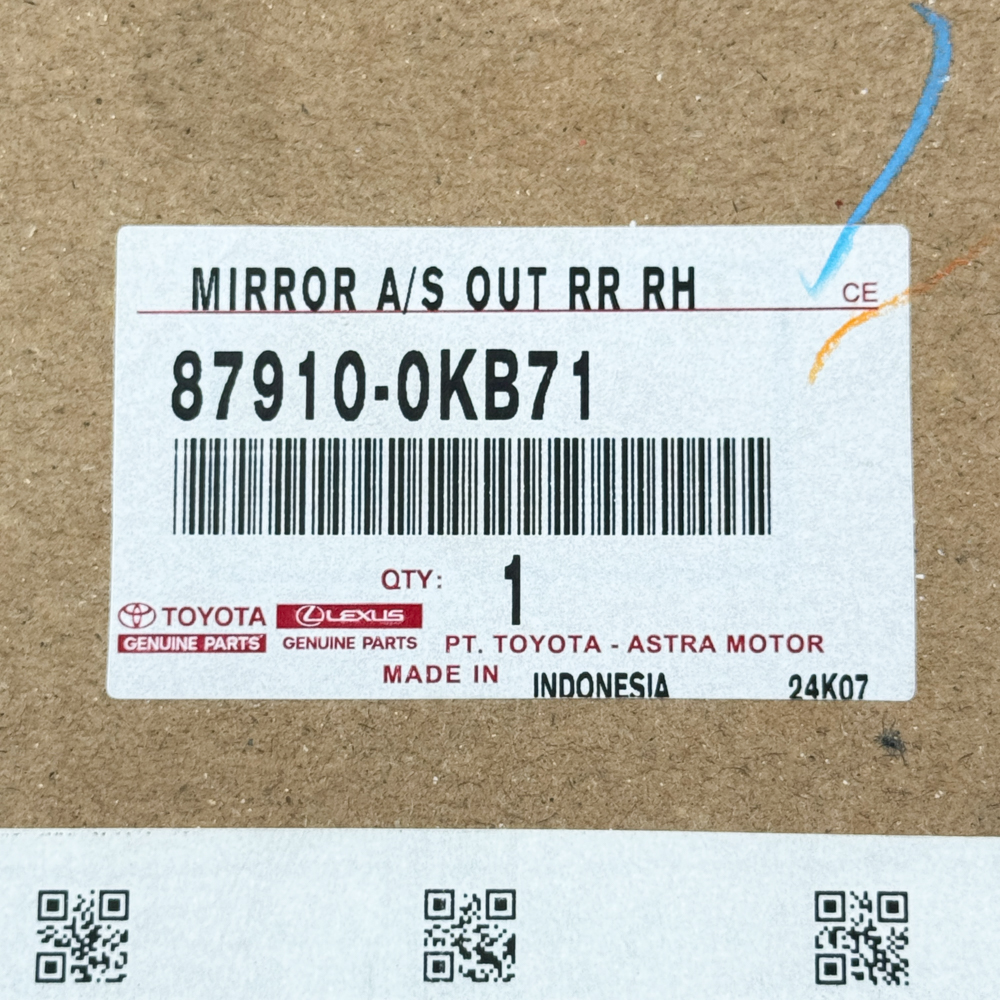 MIRROR A/S OUT RR RH
CE
87910-0KB71
QTY: 1
TOYOTA LEXUS
GENUINE PARTS GENUINE PARTS PT. TOYOTA - ASTRA MOTOR
MADE IN INDONESIA 24K07